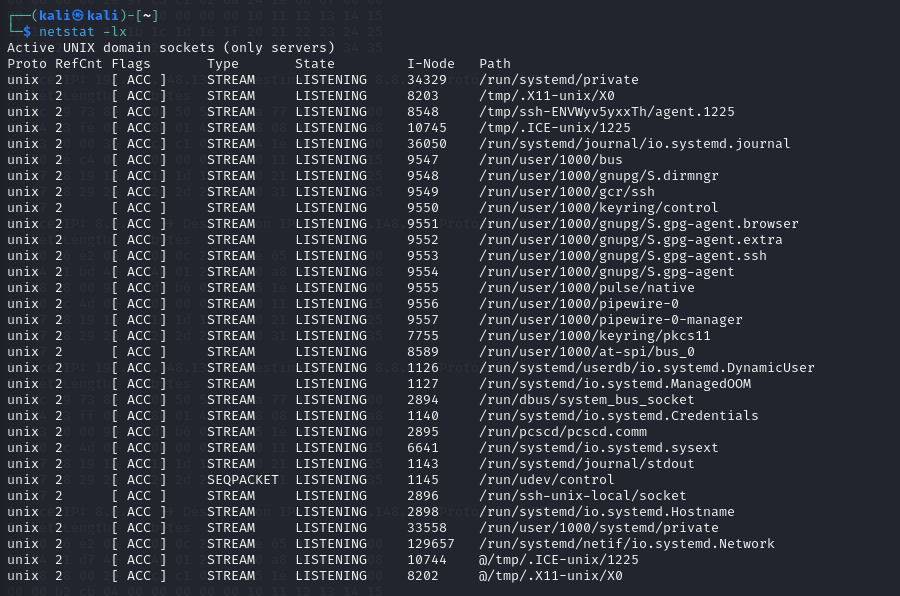 ┌──(kali㉿kali)-[~]
└─$ netstat -lx
Active UNIX domain sockets (only servers)
Proto RefCnt Flags       Type       State         I-Node   Path
unix  2      [ ACC ]     STREAM     LISTENING     34329    /run/systemd/private
unix  2      [ ACC ]     STREAM     LISTENING     8203     /tmp/.X11-unix/X0
unix  2      [ ACC ]     STREAM     LISTENING     8548     /tmp/ssh-ENVWyv5yxxTh/agent.1225
unix  2      [ ACC ]     STREAM     LISTENING     10745    /tmp/.ICE-unix/1225
unix  2      [ ACC ]     STREAM     LISTENING     36050    /run/systemd/journal/io.systemd.journal
unix  2      [ ACC ]     STREAM     LISTENING     9547     /run/user/1000/bus
unix  2      [ ACC ]     STREAM     LISTENING     9548     /run/user/1000/gnupg/S.dirmngr
unix  2      [ ACC ]     STREAM     LISTENING     9549     /run/user/1000/gcr/ssh
unix  2      [ ACC ]     STREAM     LISTENING     9550     /run/user/1000/keyring/control
unix  2      [ ACC ]     STREAM     LISTENING     9551     /run/user/1000/gnupg/S.gpg-agent.browser
unix  2      [ ACC ]     STREAM     LISTENING     9552     /run/user/1000/gnupg/S.gpg-agent.extra
unix  2      [ ACC ]     STREAM     LISTENING     9553     /run/user/1000/gnupg/S.gpg-agent.ssh
unix  2      [ ACC ]     STREAM     LISTENING     9554     /run/user/1000/gnupg/S.gpg-agent
unix  2      [ ACC ]     STREAM     LISTENING     9555     /run/user/1000/pulse/native
unix  2      [ ACC ]     STREAM     LISTENING     9556     /run/user/1000/pipewire-0
unix  2      [ ACC ]     STREAM     LISTENING     9557     /run/user/1000/pipewire-0-manager
unix  2      [ ACC ]     STREAM     LISTENING     7755     /run/user/1000/keyring/pkcs11
unix  2      [ ACC ]     STREAM     LISTENING     8589     /run/user/1000/at-spi/bus_0
unix  2      [ ACC ]     STREAM     LISTENING     1126     /run/systemd/userdb/io.systemd.DynamicUser
unix  2      [ ACC ]     STREAM     LISTENING     1127     /run/systemd/io.systemd.ManagedOOM
unix  2      [ ACC ]     STREAM     LISTENING     2894     /run/dbus/system_bus_socket
unix  2      [ ACC ]     STREAM     LISTENING     1140     /run/systemd/io.systemd.Credentials
unix  2      [ ACC ]     STREAM     LISTENING     2895     /run/pcscd/pcscd.comm
unix  2      [ ACC ]     STREAM     LISTENING     6641     /run/systemd/io.systemd.sysext
unix  2      [ ACC ]     STREAM     LISTENING     1143     /run/systemd/journal/stdout
unix  2      [ ACC ]     SEQPACKET  LISTENING     1145     /run/udev/control
unix  2      [ ACC ]     STREAM     LISTENING     2896     /run/ssh-unix-local/socket
unix  2      [ ACC ]     STREAM     LISTENING     2898     /run/systemd/io.systemd.Hostname
unix  2      [ ACC ]     STREAM     LISTENING     33558    /run/user/1000/systemd/private
unix  2      [ ACC ]     STREAM     LISTENING     129657   /run/systemd/netif/io.systemd.Network
unix  2      [ ACC ]     STREAM     LISTENING     10744    @/tmp/.ICE-unix/1225
unix  2      [ ACC ]     STREAM     LISTENING     8202     @/tmp/.X11-unix/X0